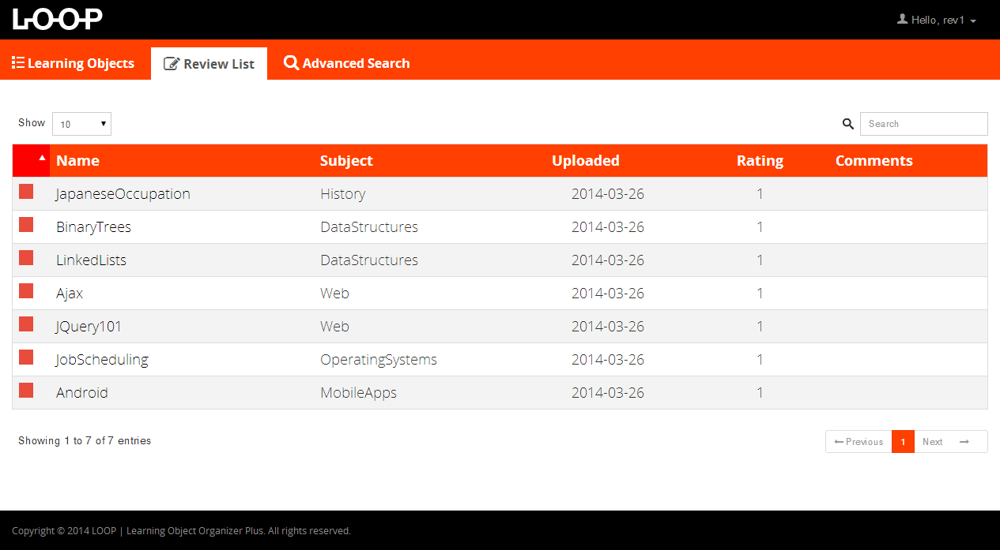 LOOP Hello, rev1
Learning Objects Review List Advanced Search
Show 10 Search
Name Subject Uploaded Rating Comments
JapaneseOccupation History 2014-03-26 1
BinaryTrees DataStructures 2014-03-26 1
LinkedLists DataStructures 2014-03-26 1
Ajax Web 2014-03-26 1
JQuery101 Web 2014-03-26 1
JobScheduling OperatingSystems 2014-03-26 1
Android MobileApps 2014-03-26 1
Showing 1 to 7 of 7 entries Previous 1 Next
Copyright © 2014 LOOP | Learning Object Organizer Plus. All rights reserved.